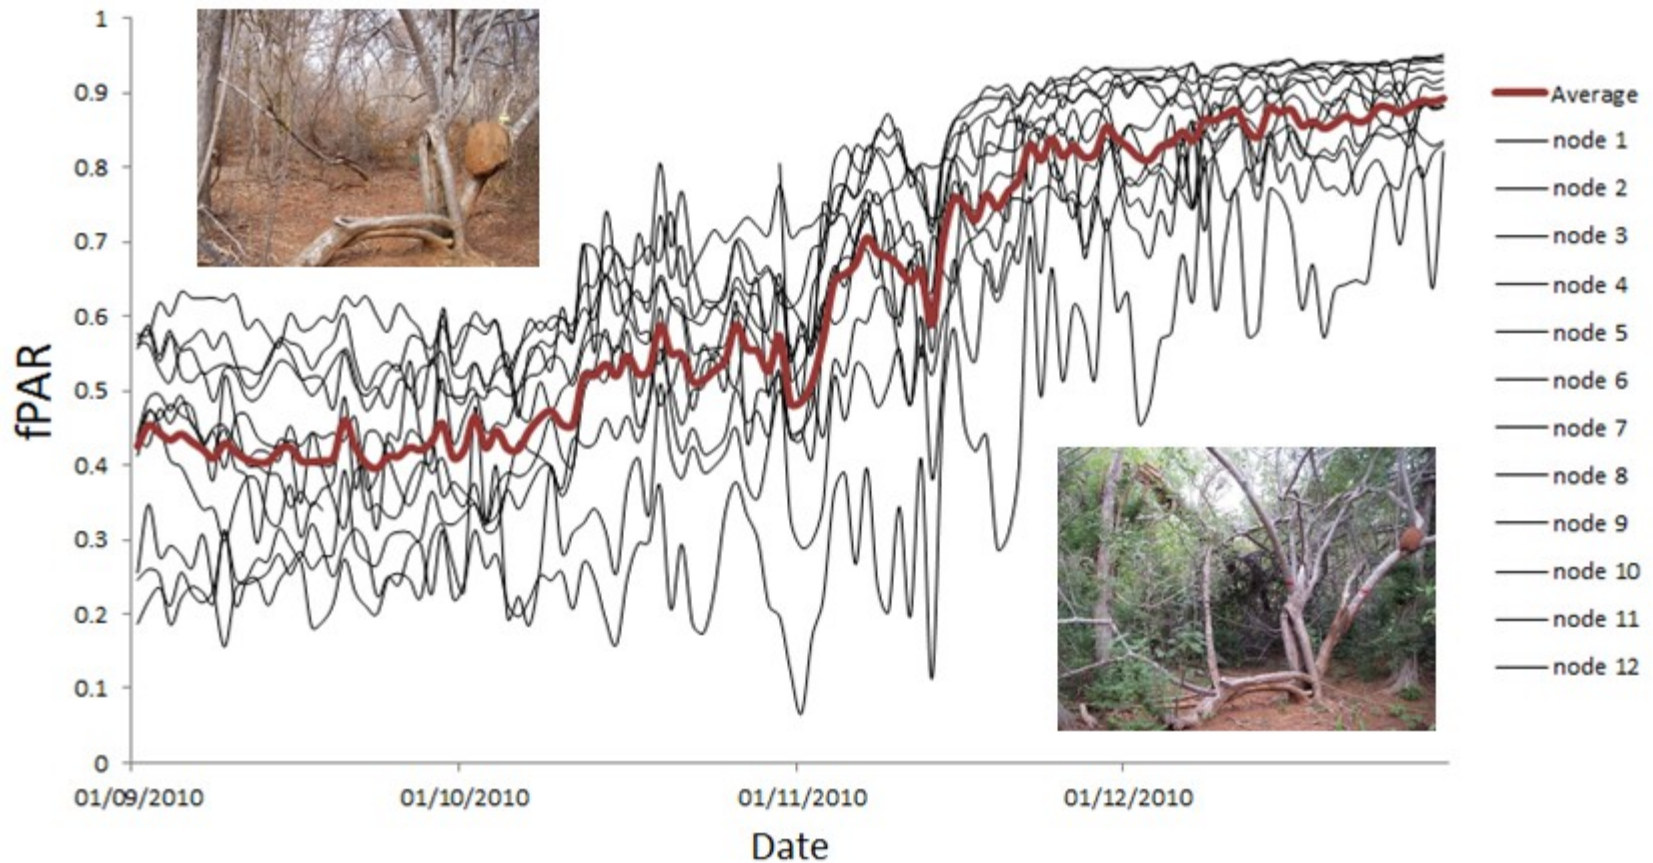 1
0.9
0.8
0.7
0.6
0.5
0.4
0.3
0.2
0.1
0
fPAR
01/09/2010
01/10/2010
01/11/2010
01/12/2010
Date
Average
node 1
node 2
node 3
node 4
node 5
node 6
node 7
node 8
node 9
node 10
node 11
node 12